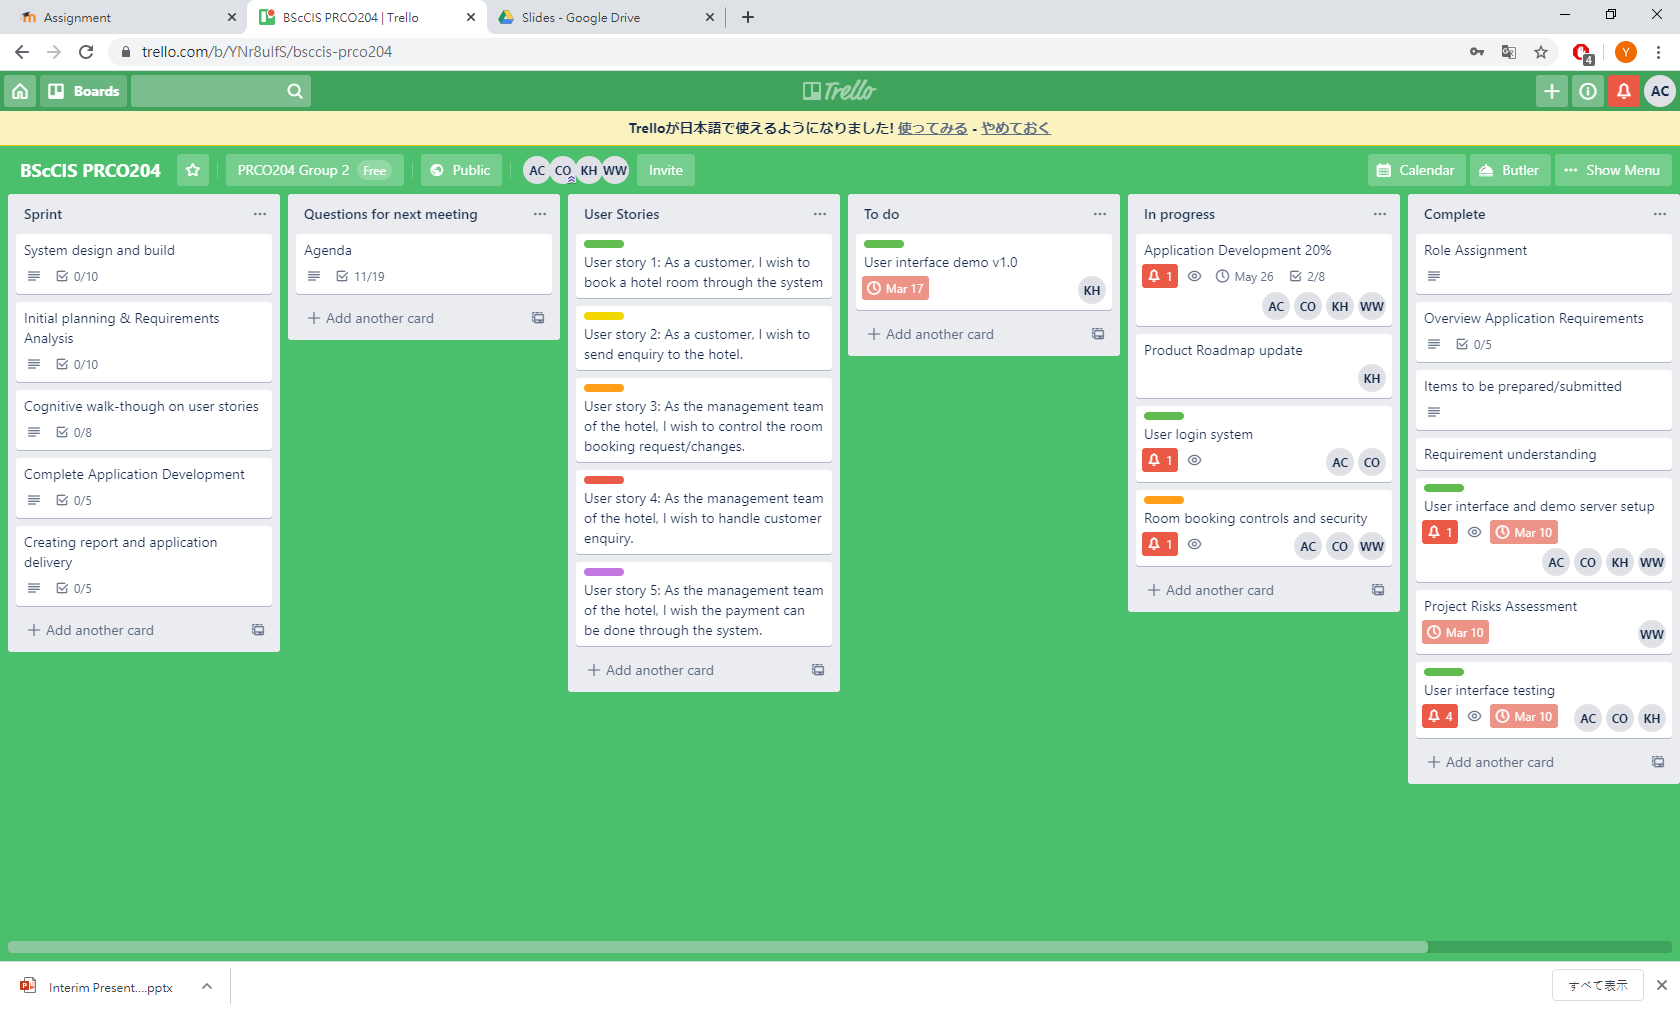 Assignment
BScCIS PRCO204 | Trello
Slides - Google Drive
trello.com/b/YNr8ulfS/bsccis-prco204
4
Y
Boards
Trello
AC
Trelloが日本語で使えるようになりました! 使ってみる - やめておく
BScCIS PRCO204
PRCO204 Group 2 Free
Public
AC CO KH WW
Invite
Calendar
Butler
Show Menu
Sprint
System design and build
0/10
Initial planning & Requirements
Analysis
0/10
Cognitive walk-though on user stories
0/8
Complete Application Development
0/5
Creating report and application
delivery
0/5
Add another card
Questions for next meeting
Agenda
11/19
Add another card
User Stories
User story 1: As a customer, I wish to
book a hotel room through the system
User story 2: As a customer, I wish to
send enquiry to the hotel.
User story 3: As the management team
of the hotel, I wish to control the room
booking request/changes.
User story 4: As the management team
of the hotel, I wish to handle customer
enquiry.
User story 5: As the management team
of the hotel, I wish the payment can
be done through the system.
Add another card
To do
User interface demo v1.0
Mar 17
KH
Add another card
In progress
Application Development 20%
1 May 26 2/8
AC CO KH WW
Product Roadmap update
KH
User login system
1
AC CO
Room booking controls and security
1
AC CO WW
Add another card
Complete
Role Assignment
Overview Application Requirements
0/5
Items to be prepared/submitted
Requirement understanding
User interface and demo server setup
1 Mar 10
AC CO KH WW
Project Risks Assessment
Mar 10
WW
User interface testing
4 Mar 10
AC CO KH
Add another card
Interim Present....pptx
すべて表示